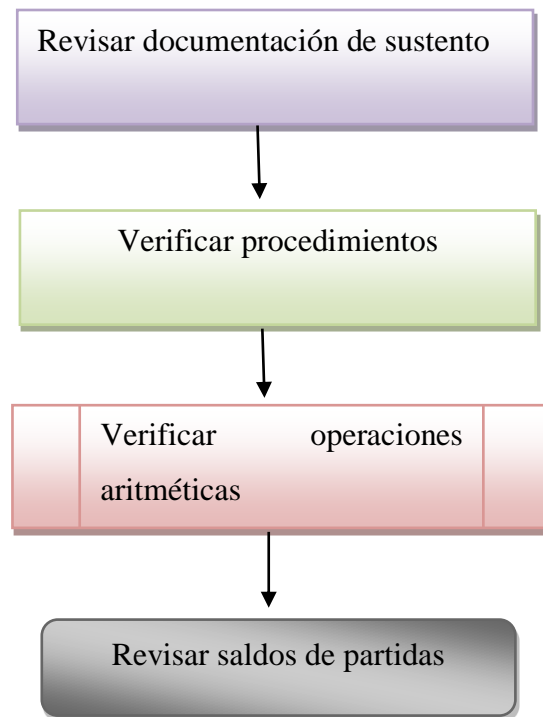 Revisar documentación de sustento
Verificar procedimientos
Verificar operaciones
aritméticas
Revisar saldos de partidas